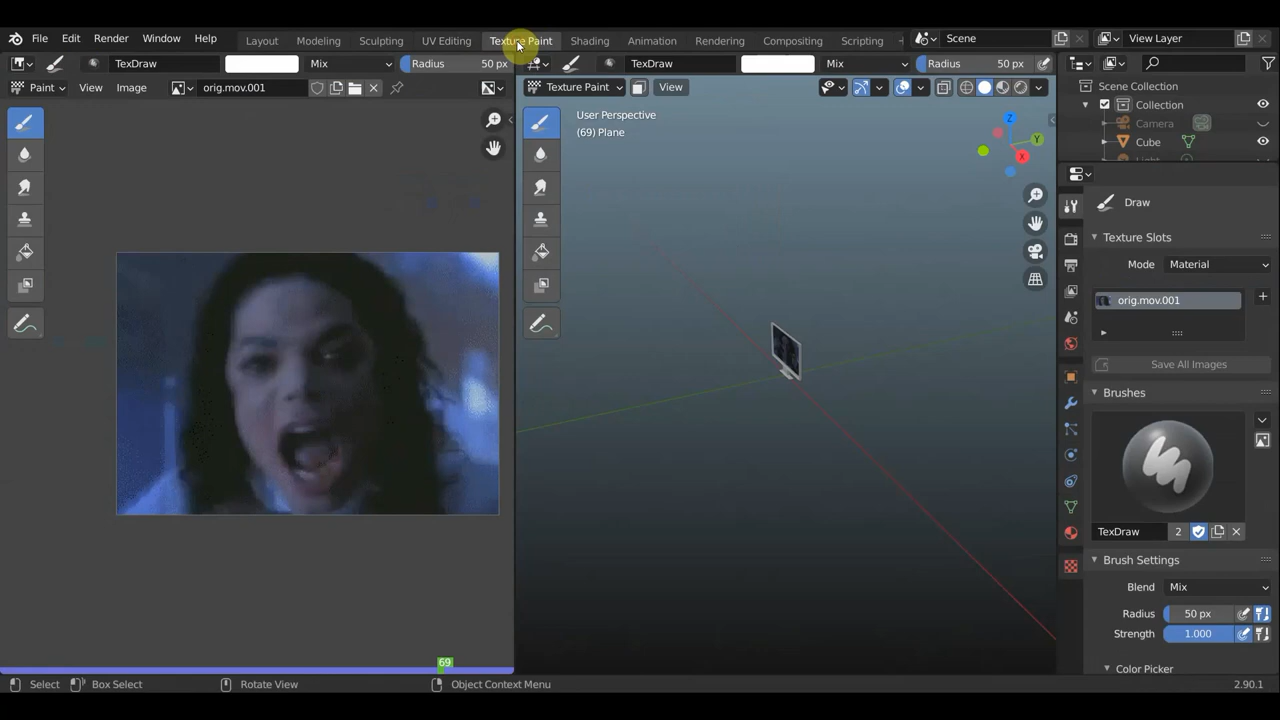 File Edit Render Window Help Layout Modeling Sculpting UV Editing Texture Paint Shading Animation Rendering Compositing Scripting + Scene View Layer
TexDraw Mix Radius 50 px TexDraw Mix Radius 50 px
Paint View Image orig.mov.001 Texture Paint View
Scene Collection
Collection
Camera
Cube
User Perspective
(69) Plane
Z
Y
X
Draw
Texture Slots
Mode Material
orig.mov.001
Save All Images
Brushes
TexDraw 2
Brush Settings
Blend Mix
Radius 50 px
Strength 1.000
Color Picker
69
Select Box Select Rotate View Object Context Menu 2.90.1